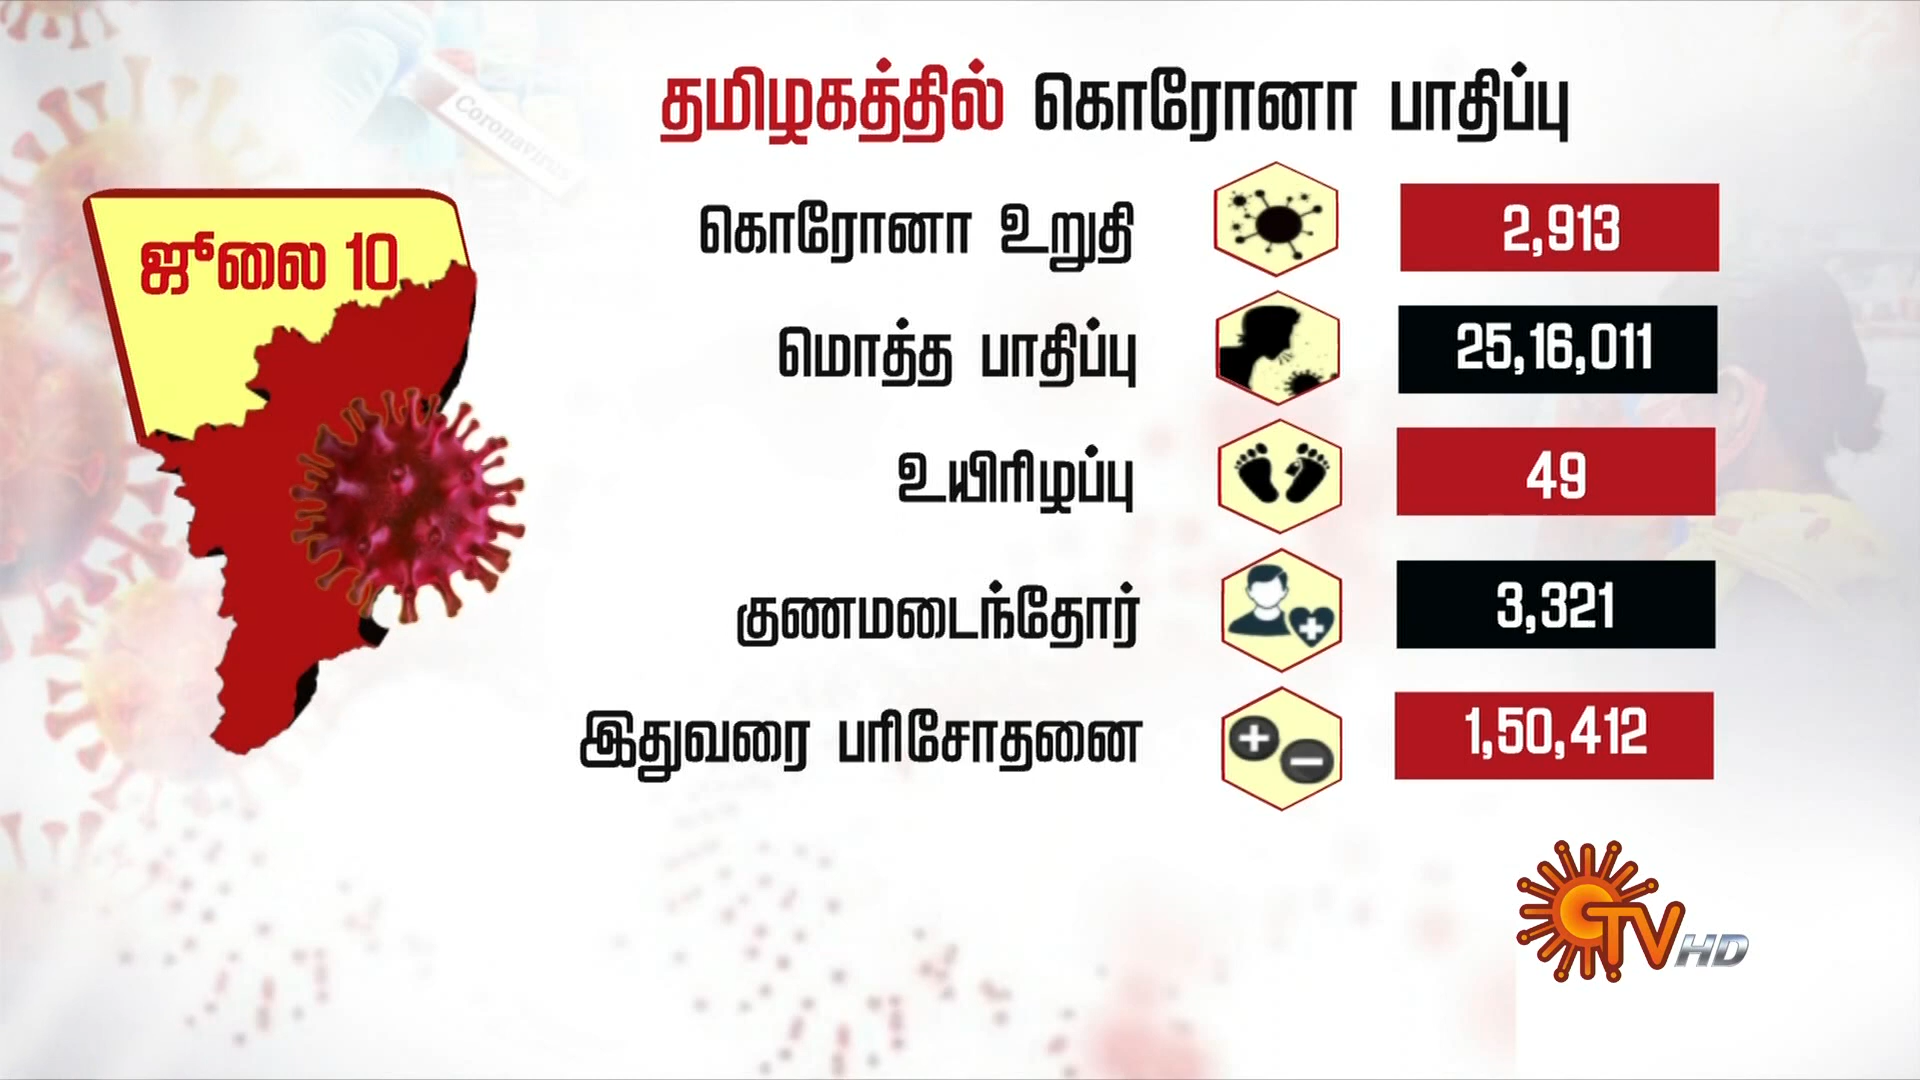 தமிழகத்தில் கொரோனா பாதிப்பு
ஜூலை 10
கொரோனா உறுதி 2,913
மொத்த பாதிப்பு 25,16,011
உயிரிழப்பு 49
குணமடைந்தோர் 3,321
இதுவரை பரிசோதனை 1,50,412
Coronavirus
TV HD